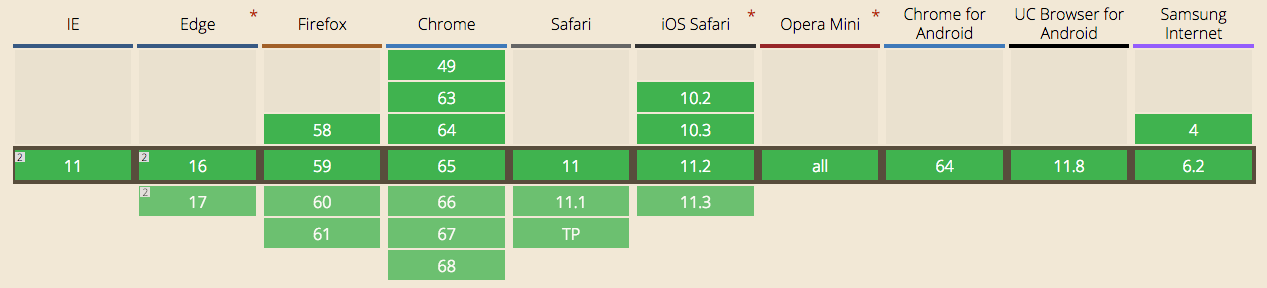 IE Edge * Firefox Chrome Safari iOS Safari * Opera Mini * Chrome for Android UC Browser for Android Samsung Internet
49
63 10.2
58 64 10.3 4
2 11 2 16 59 65 11 11.2 all 64 11.8 6.2
2 17 60 66 11.1 11.3
61 67 TP
68